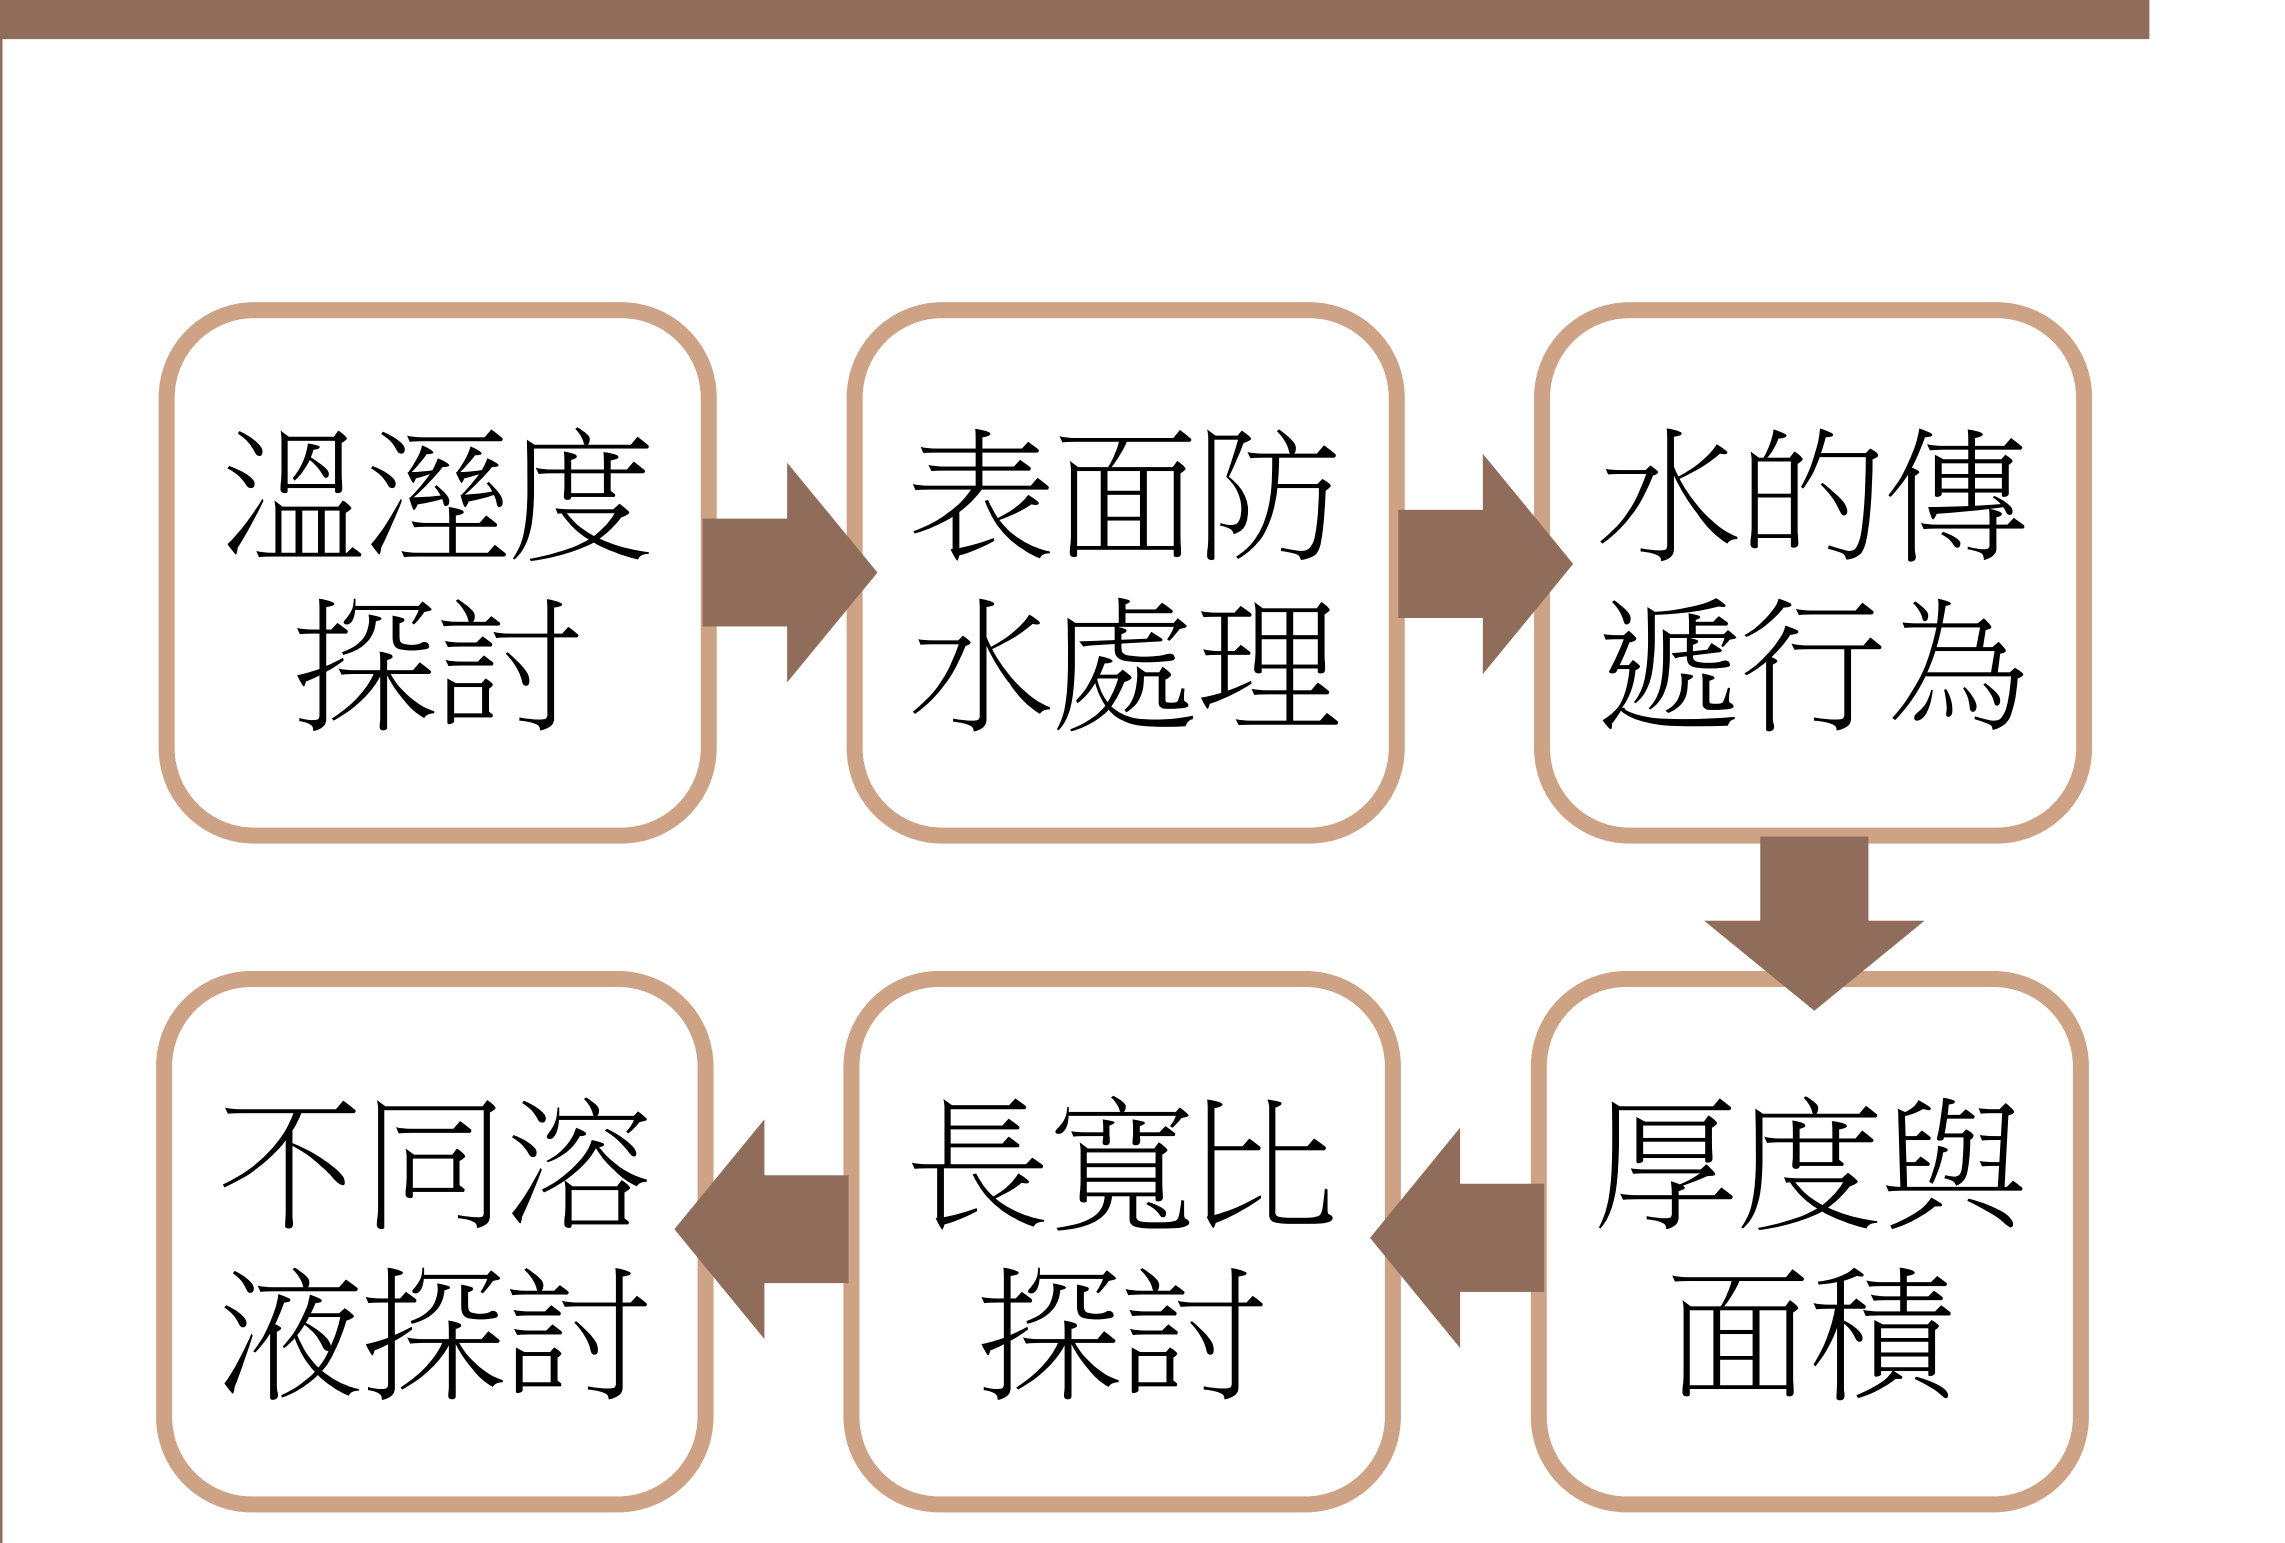 溫溼度
探討
表面防
水處理
水的傳
遞行為
厚度與
面積
長寬比
探討
不同溶
液探討